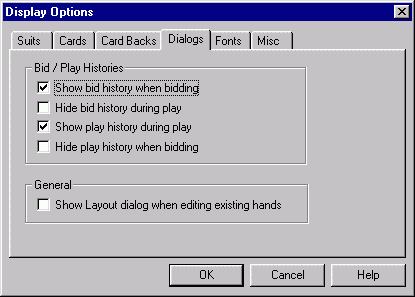 Display Options
Suits Cards Card Backs Dialogs Fonts Misc
Bid / Play Histories
Show bid history when bidding
Hide bid history during play
Show play history during play
Hide play history when bidding
General
Show Layout dialog when editing existing hands
OK Cancel Help